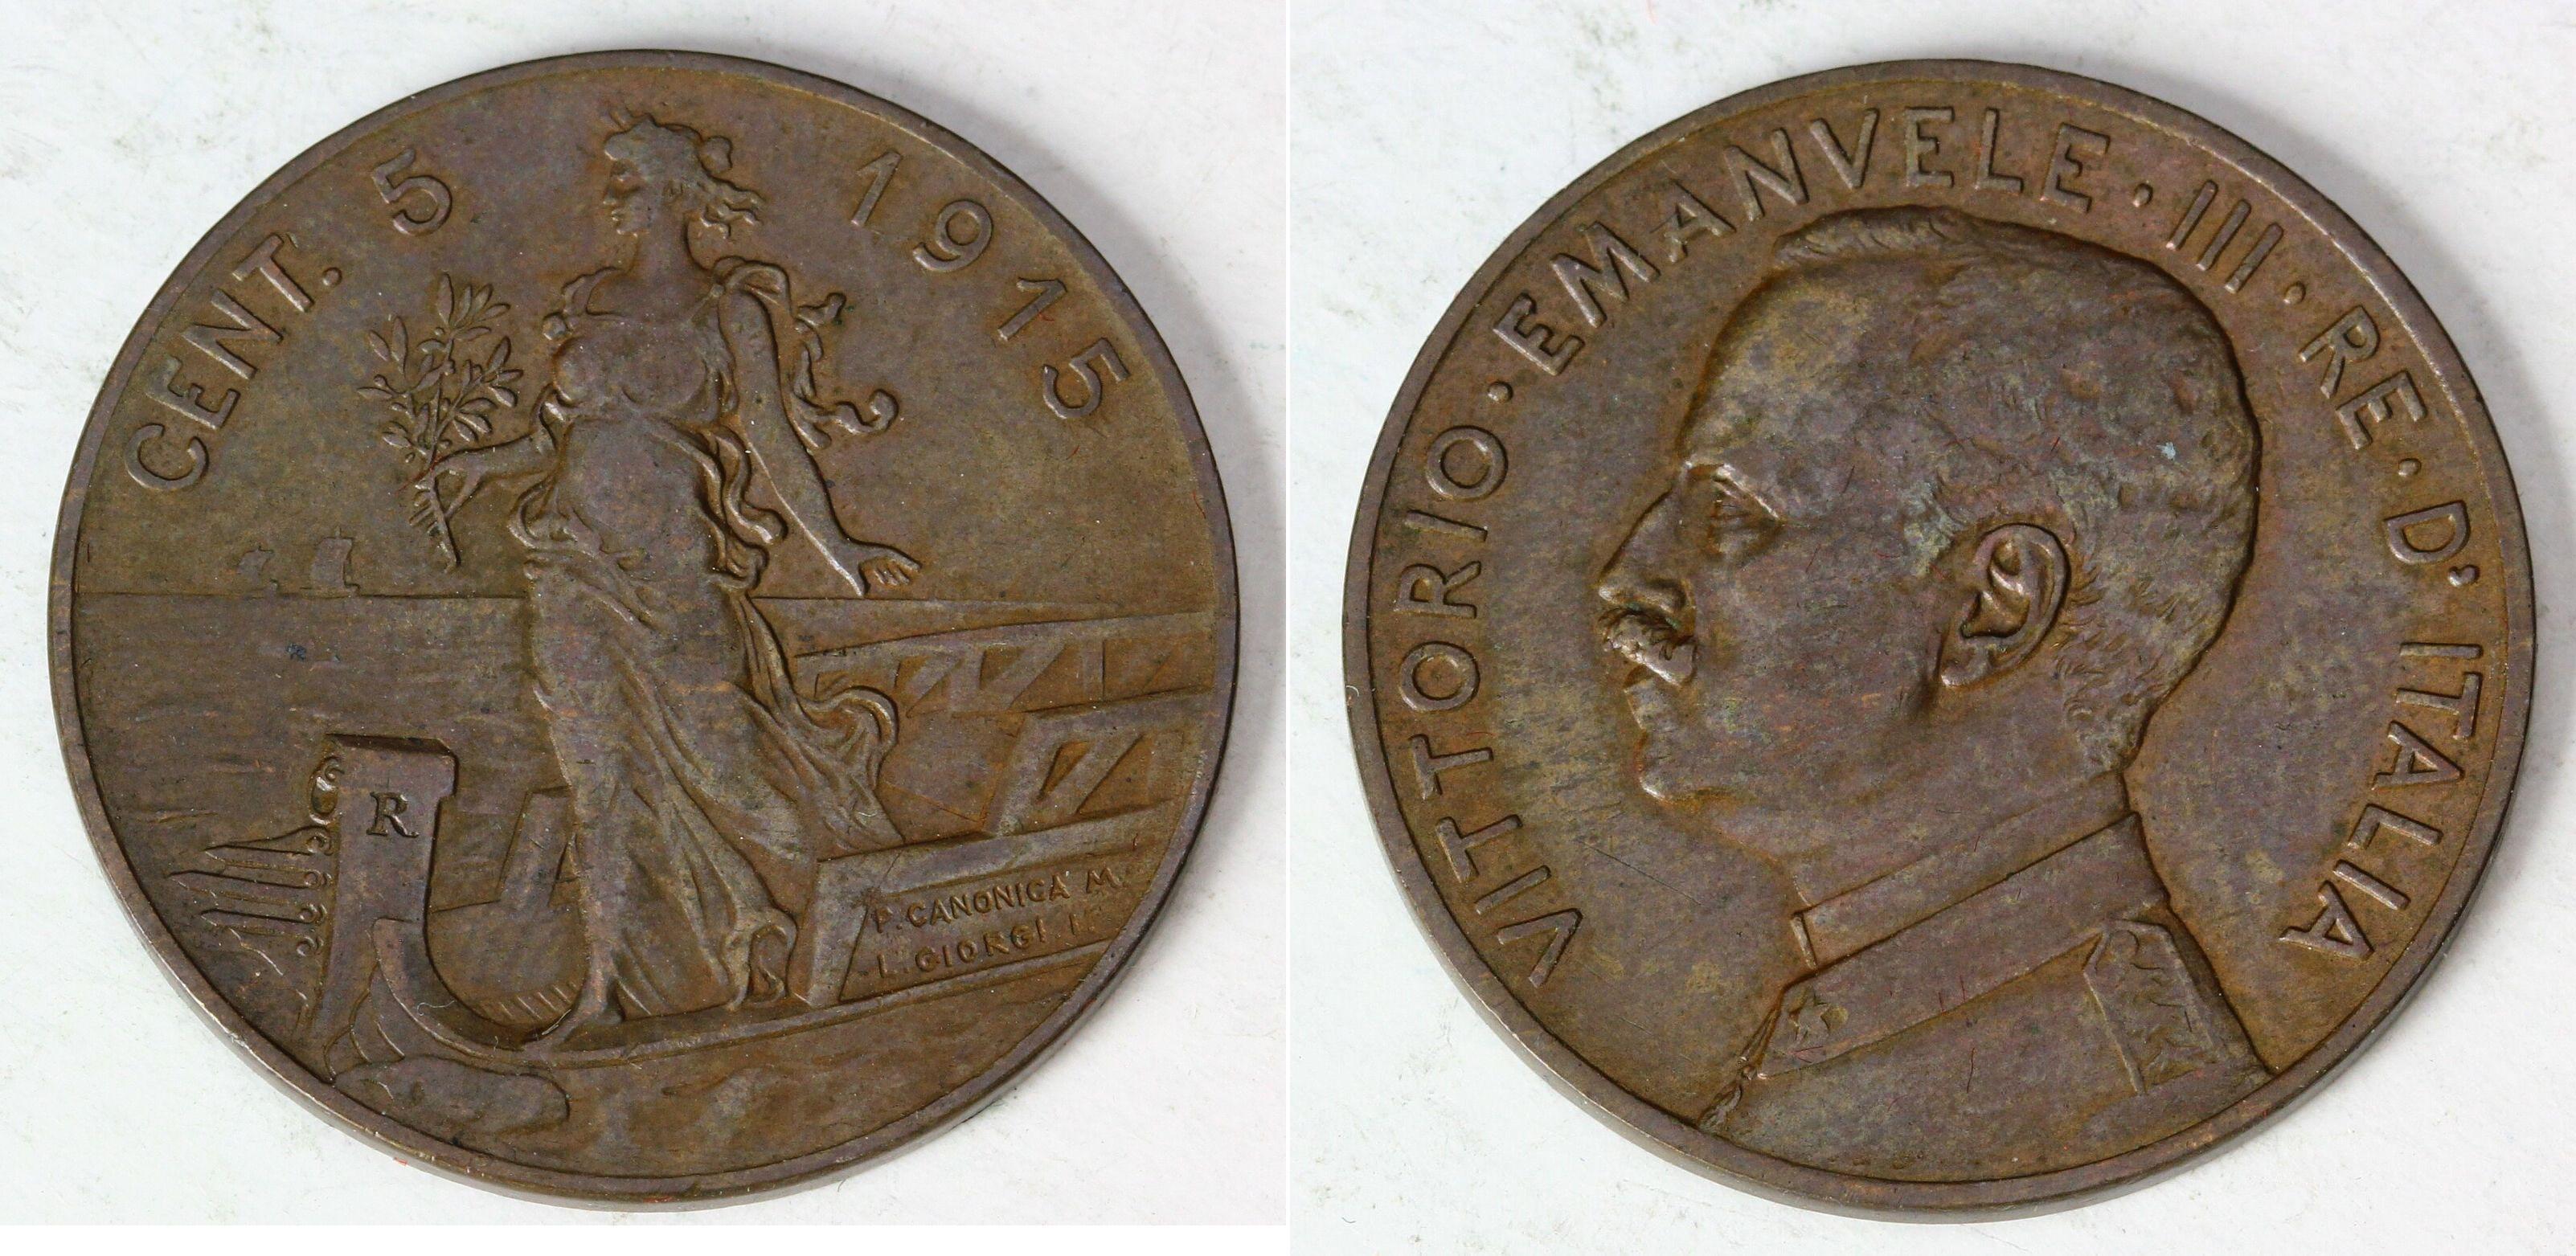 CENT. 5 1915
R
P. CANONICA M.
L. GIORGI I.
VITTORIO · EMANVELE · III · RE · D' ITALIA